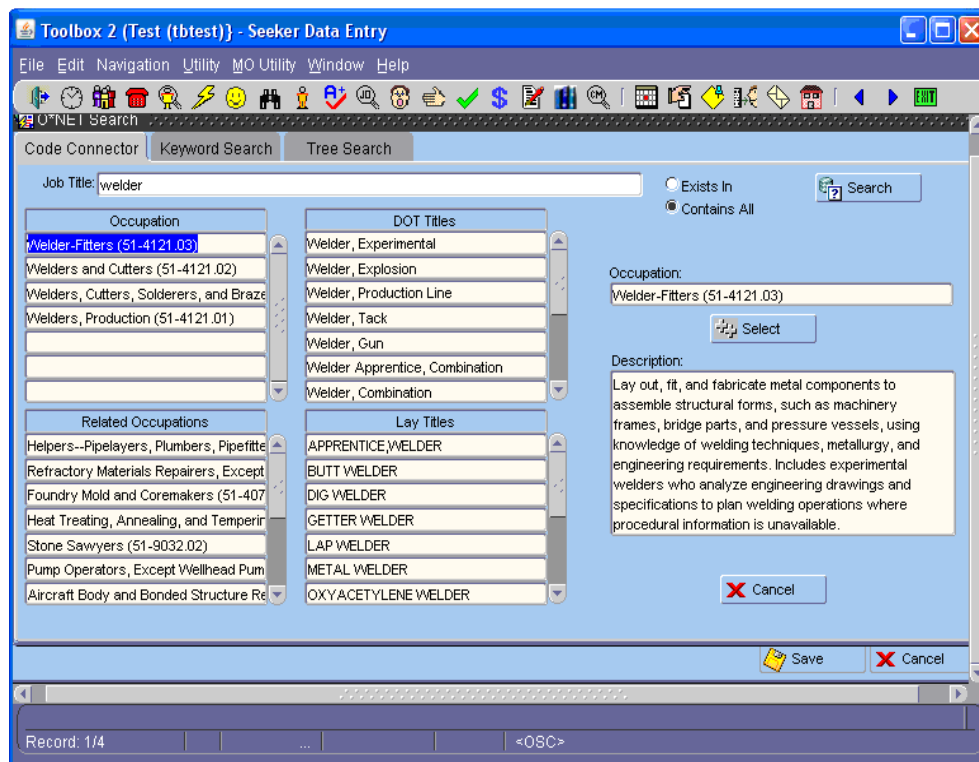 Toolbox 2 (Test (tbtest)} - Seeker Data Entry
File Edit Navigation Utility MO Utility Window Help
EXIT
O*NET Search
Code Connector Keyword Search Tree Search
Job Title: welder
Exists In
Contains All
Search
Occupation
Welder-Fitters (51-4121.03)
Welders and Cutters (51-4121.02)
Welders, Cutters, Solderers, and Braze
Welders, Production (51-4121.01)
DOT Titles
Welder, Experimental
Welder, Explosion
Welder, Production Line
Welder, Tack
Welder, Gun
Welder Apprentice, Combination
Welder, Combination
Occupation:
Welder-Fitters (51-4121.03)
Select
Description:
Lay out, fit, and fabricate metal components to
assemble structural forms, such as machinery
frames, bridge parts, and pressure vessels, using
knowledge of welding techniques, metallurgy, and
engineering requirements. Includes experimental
welders who analyze engineering drawings and
specifications to plan welding operations where
procedural information is unavailable.
Related Occupations
Helpers--Pipelayers, Plumbers, Pipefitte
Refractory Materials Repairers, Except
Foundry Mold and Coremakers (51-407
Heat Treating, Annealing, and Temperin
Stone Sawyers (51-9032.02)
Pump Operators, Except Wellhead Pum
Aircraft Body and Bonded Structure Re
Lay Titles
APPRENTICE,WELDER
BUTT WELDER
DIG WELDER
GETTER WELDER
LAP WELDER
METAL WELDER
OXYACETYLENE WELDER
Cancel
Save Cancel
Record: 1/4 ... <OSC>